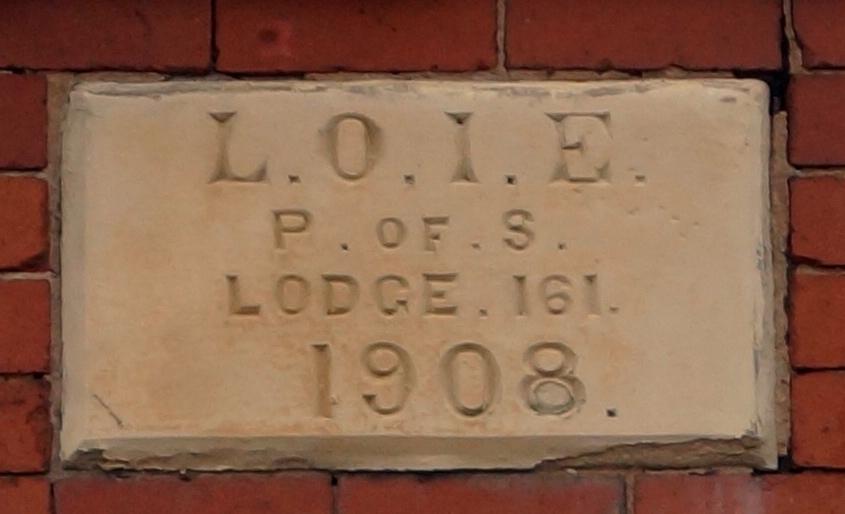 L.O.I.E.
P. OF. S.
LODGE. 161.
1908.